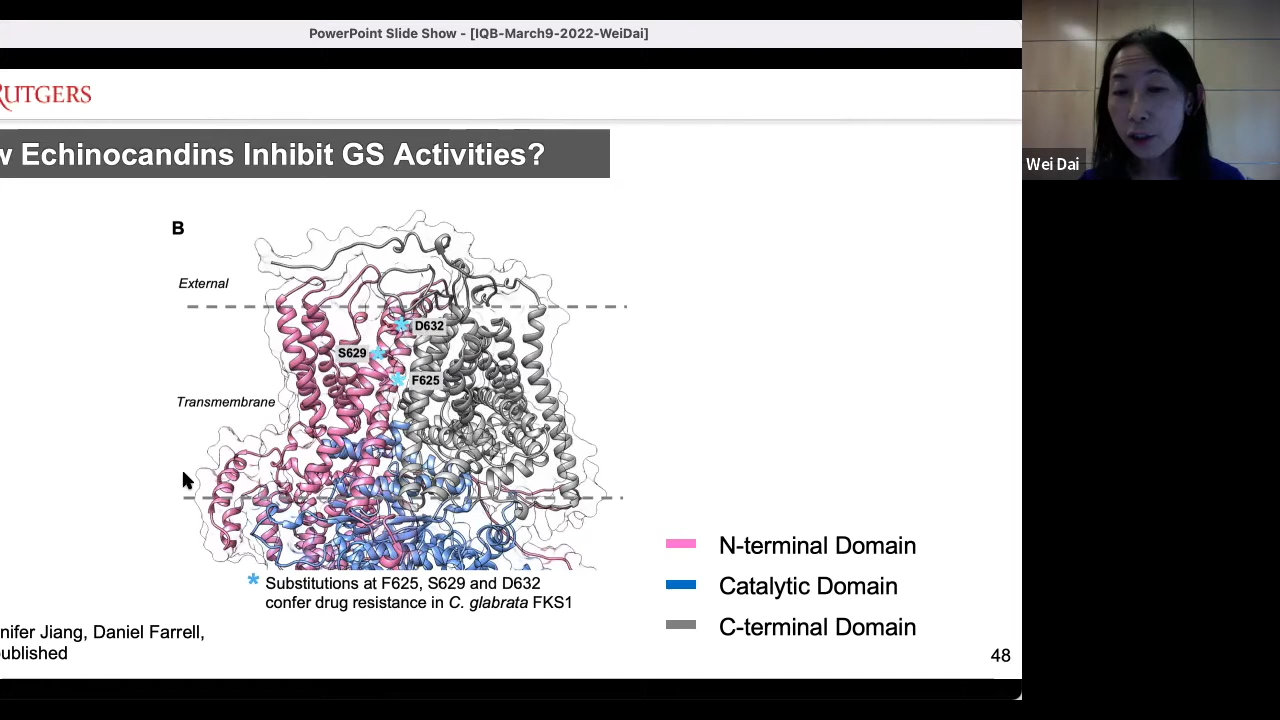 PowerPoint Slide Show - [IQB-March9-2022-WeiDai]
RUTGERS
w Echinocandins Inhibit GS Activities?
Wei Dai
B
External
D632
S629
F625
Transmembrane
* Substitutions at F625, S629 and D632
confer drug resistance in C. glabrata FKS1
N-terminal Domain
Catalytic Domain
C-terminal Domain
nifer Jiang, Daniel Farrell,
ublished
48